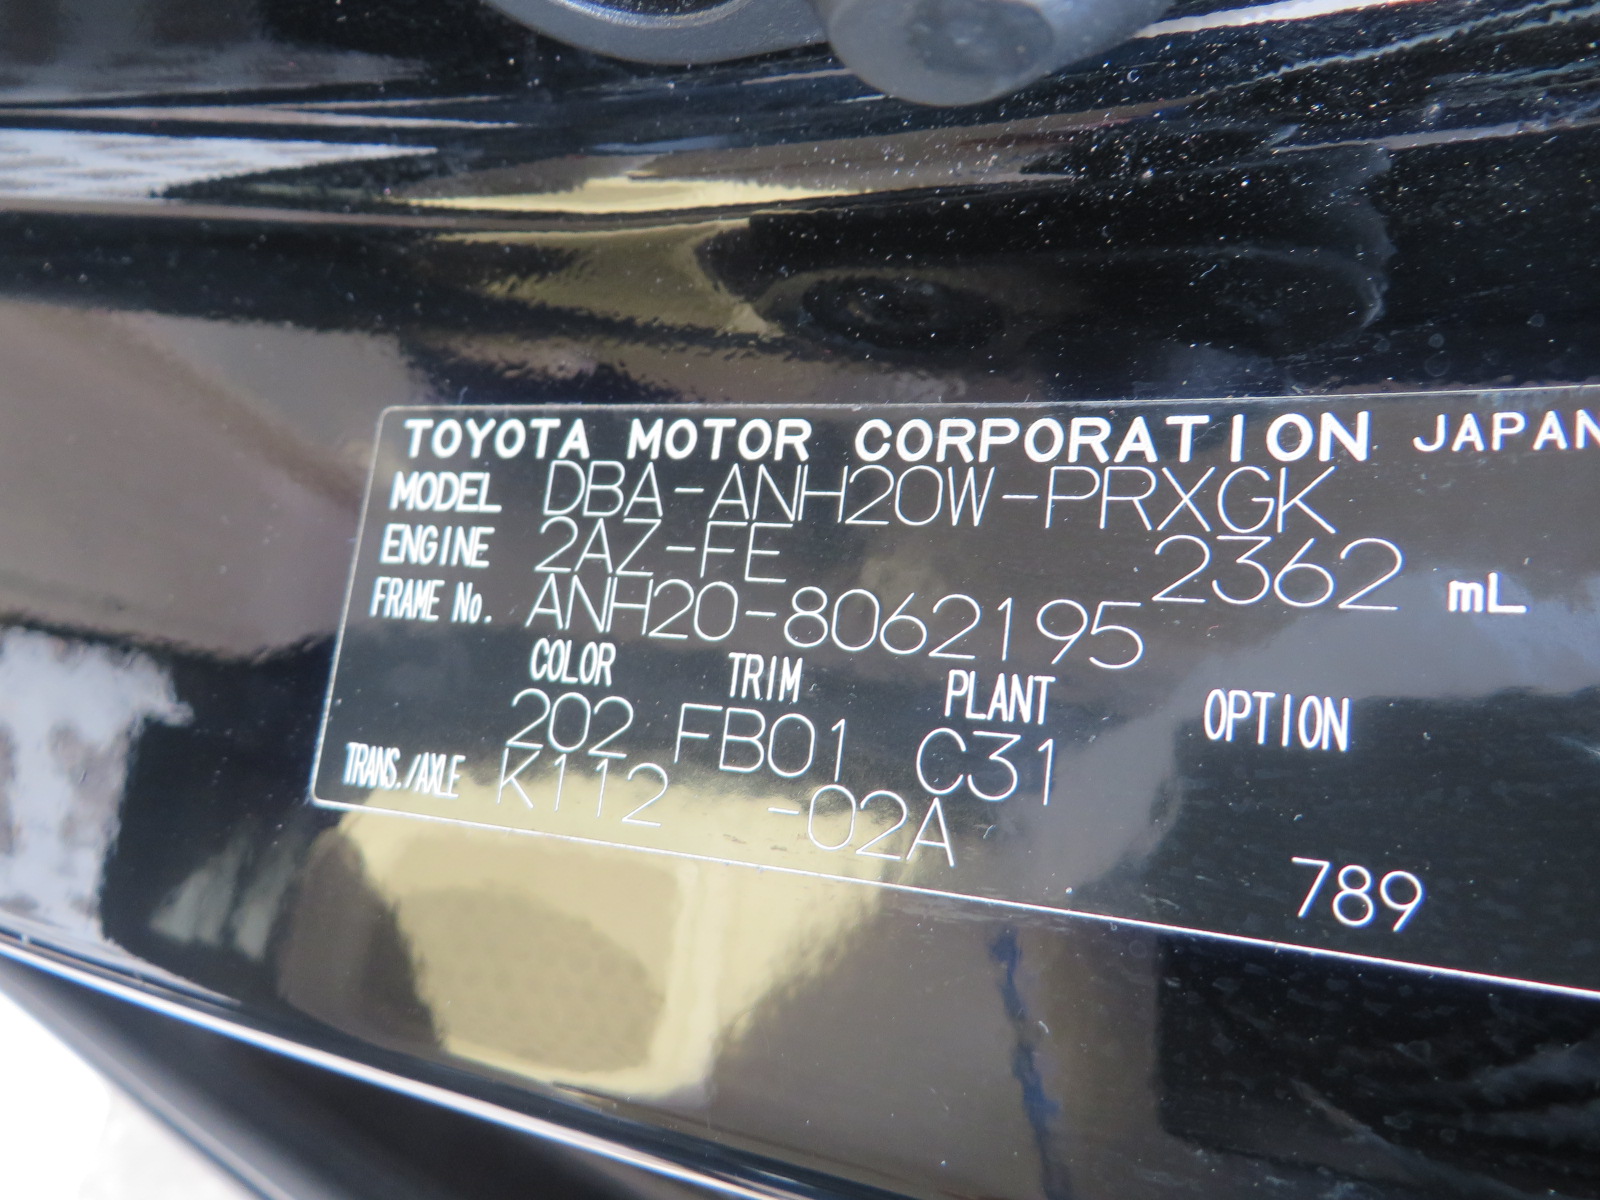 TOYOTA MOTOR CORPORATION JAPAN
MODEL DBA-ANH20W-PRXGK
ENGINE 2AZ-FE 2362 mL
FRAME No. ANH20-8062195
COLOR TRIM PLANT OPTION
202 FB01 C31
TRANS./AXLE K112 -02A
789